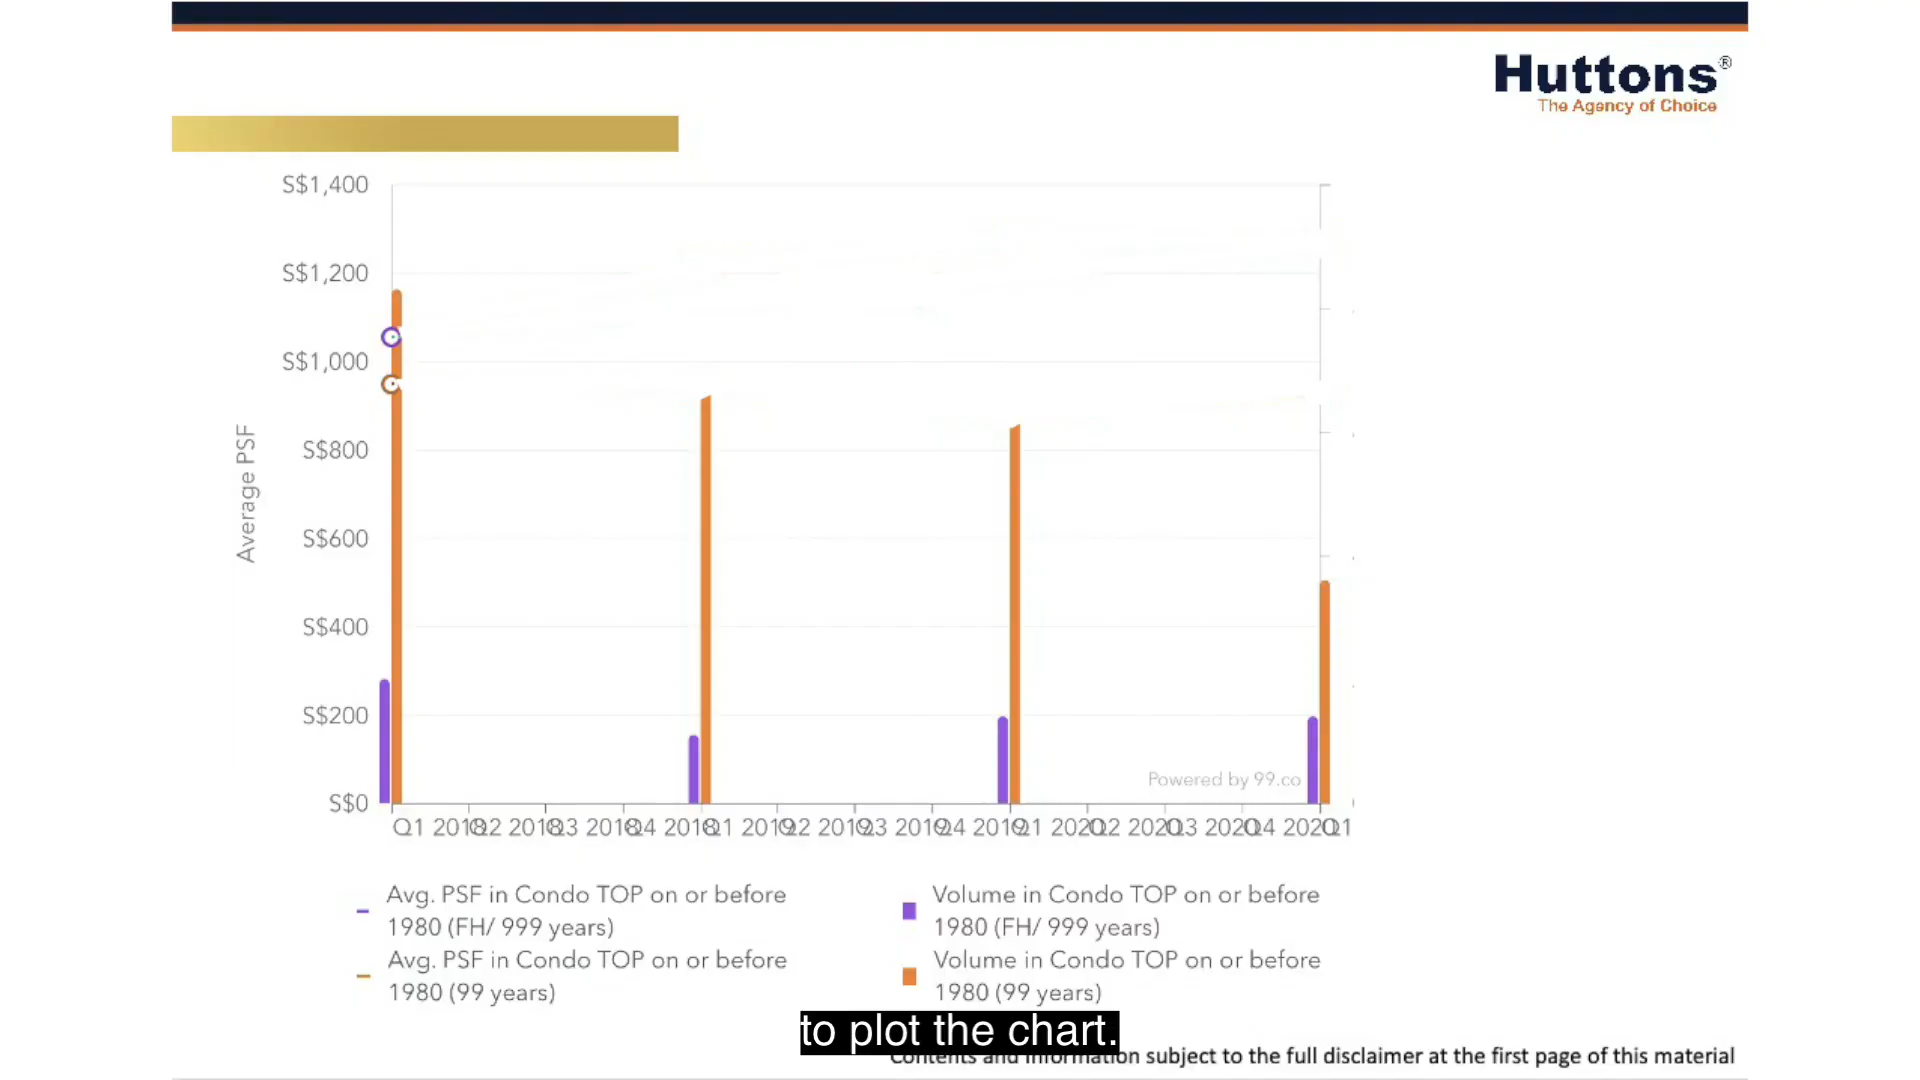 Huttons®
The Agency of Choice
S$1,400
S$1,200
S$1,000
S$800
S$600
S$400
S$200
S$0
Average PSF
Powered by 99.co
Q1 2018 Q2 2018 Q3 2018 Q4 2018 Q1 2019 Q2 2019 Q3 2019 Q4 2019 Q1 2020 Q2 2020 Q3 2020 Q4 2020 Q1
Avg. PSF in Condo TOP on or before
1980 (FH/ 999 years)
Avg. PSF in Condo TOP on or before
1980 (99 years)
Volume in Condo TOP on or before
1980 (FH/ 999 years)
Volume in Condo TOP on or before
1980 (99 years)
to plot the chart.
Contents and information subject to the full disclaimer at the first page of this material